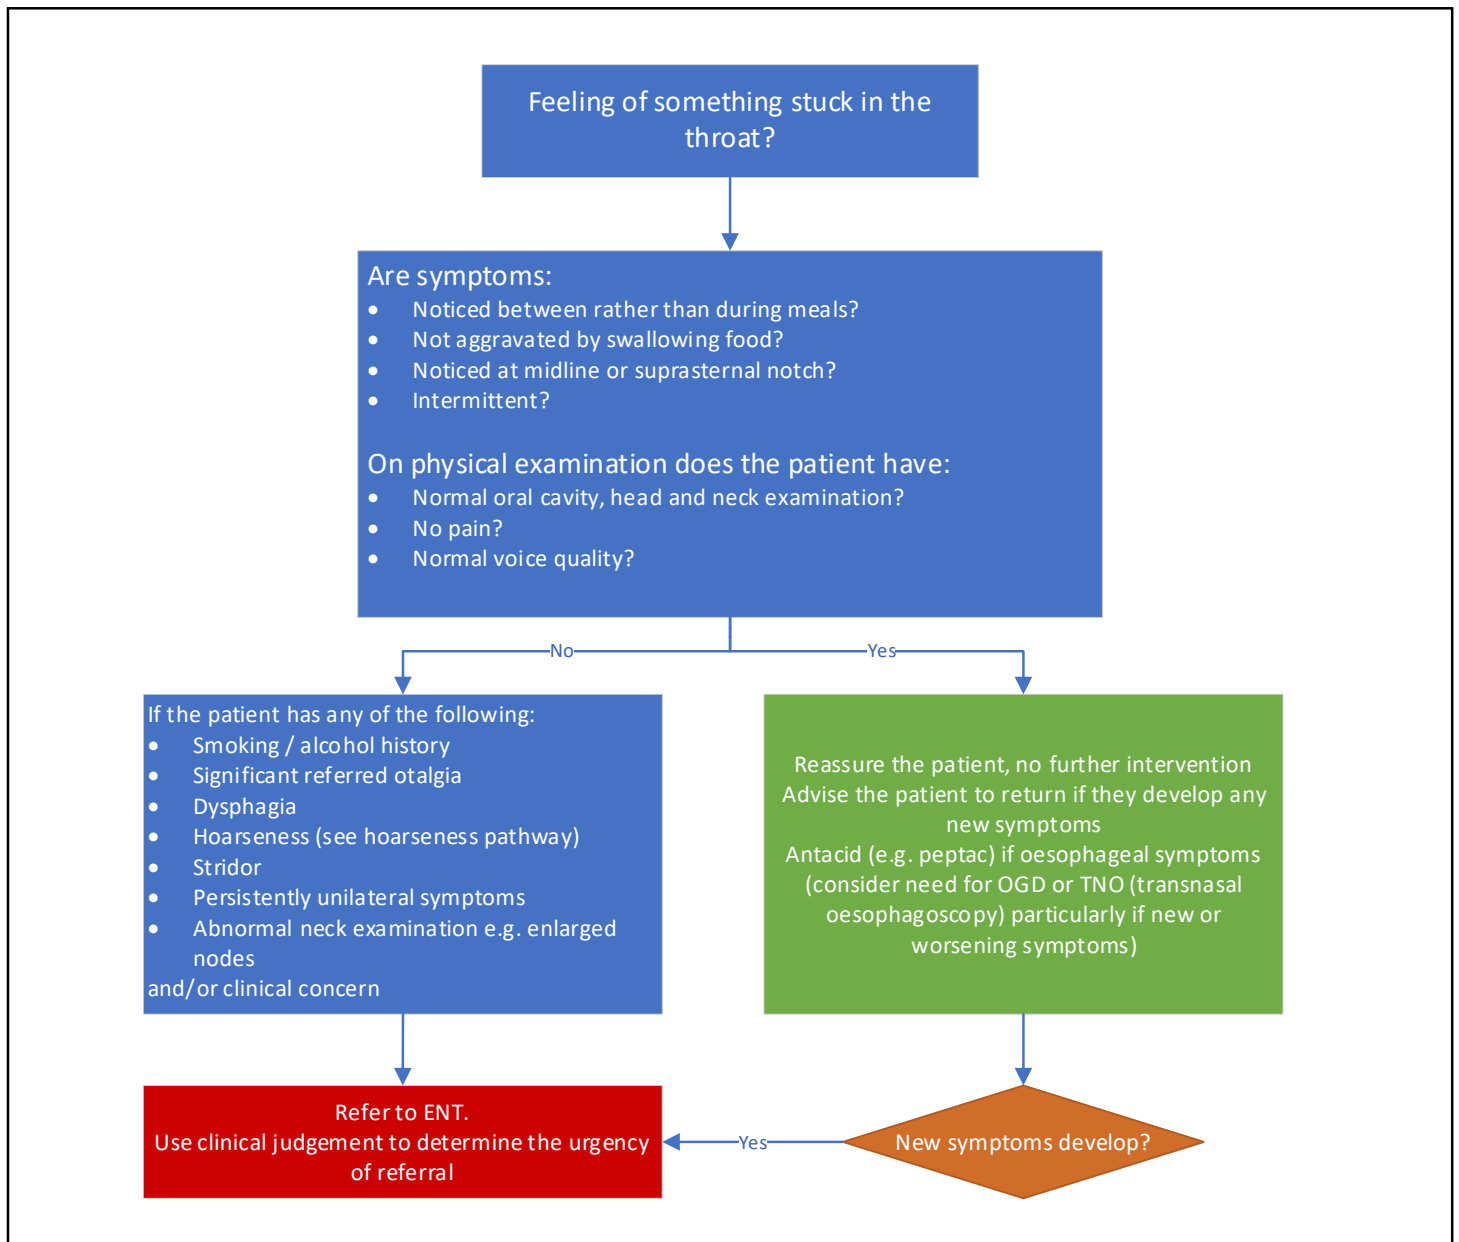 Feeling of something stuck in the
throat?
Are symptoms:
• Noticed between rather than during meals?
• Not aggravated by swallowing food?
• Noticed at midline or suprasternal notch?
• Intermittent?
On physical examination does the patient have:
• Normal oral cavity, head and neck examination?
• No pain?
• Normal voice quality?
No
Yes
If the patient has any of the following:
• Smoking / alcohol history
• Significant referred otalgia
• Dysphagia
• Hoarseness (see hoarseness pathway)
• Stridor
• Persistently unilateral symptoms
• Abnormal neck examination e.g. enlarged
nodes
and/or clinical concern
Reassure the patient, no further intervention
Advise the patient to return if they develop any
new symptoms
Antacid (e.g. peptac) if oesophageal symptoms
(consider need for OGD or TNO (transnasal
oesophagoscopy) particularly if new or
worsening symptoms)
Refer to ENT.
Use clinical judgement to determine the urgency
of referral
Yes
New symptoms develop?